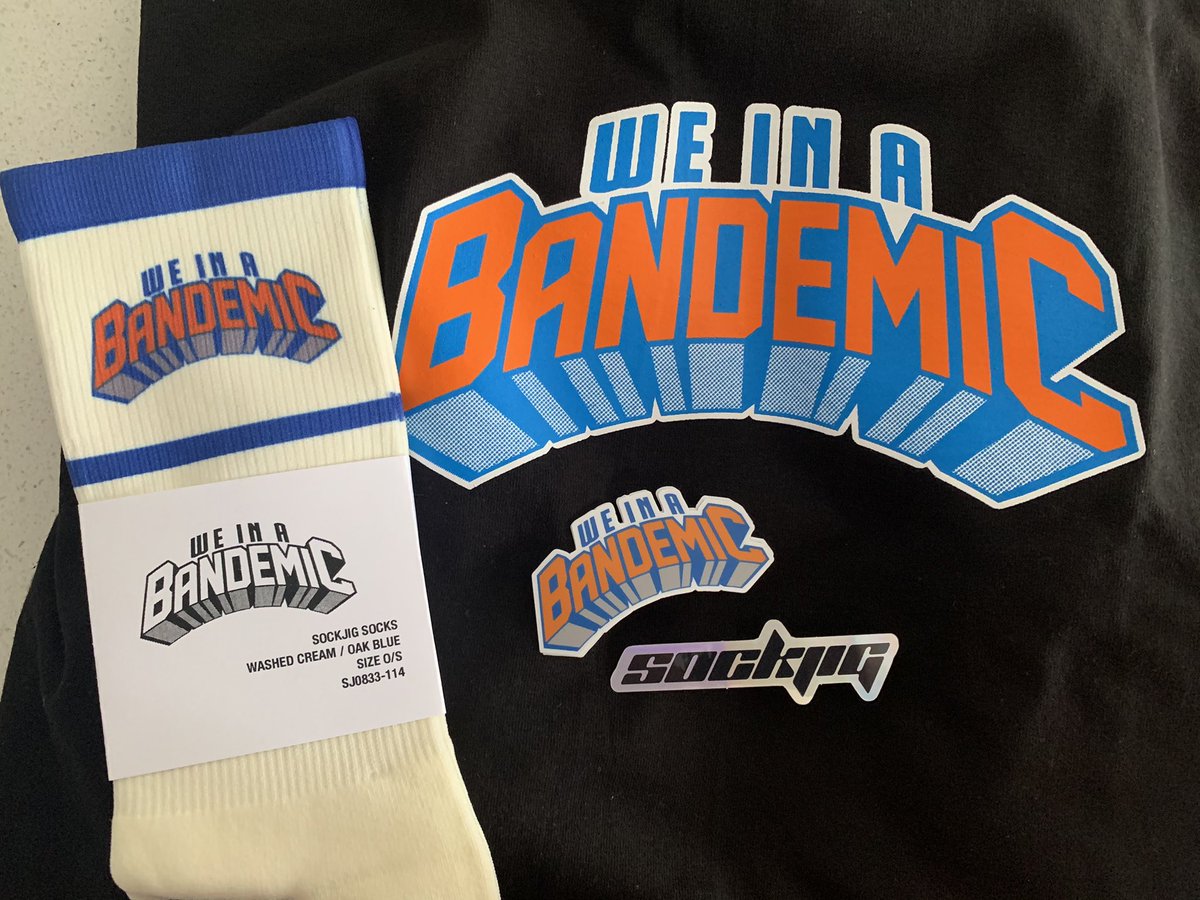 WE IN A
BANDEMIC
WE IN A
BANDEMIC
WE IN A
BANDEMIC
SOCKJIG SOCKS
WASHED CREAM / OAK BLUE
SIZE O/S
SJ0833-114
WE IN A
BANDEMIC
SOCKJIG